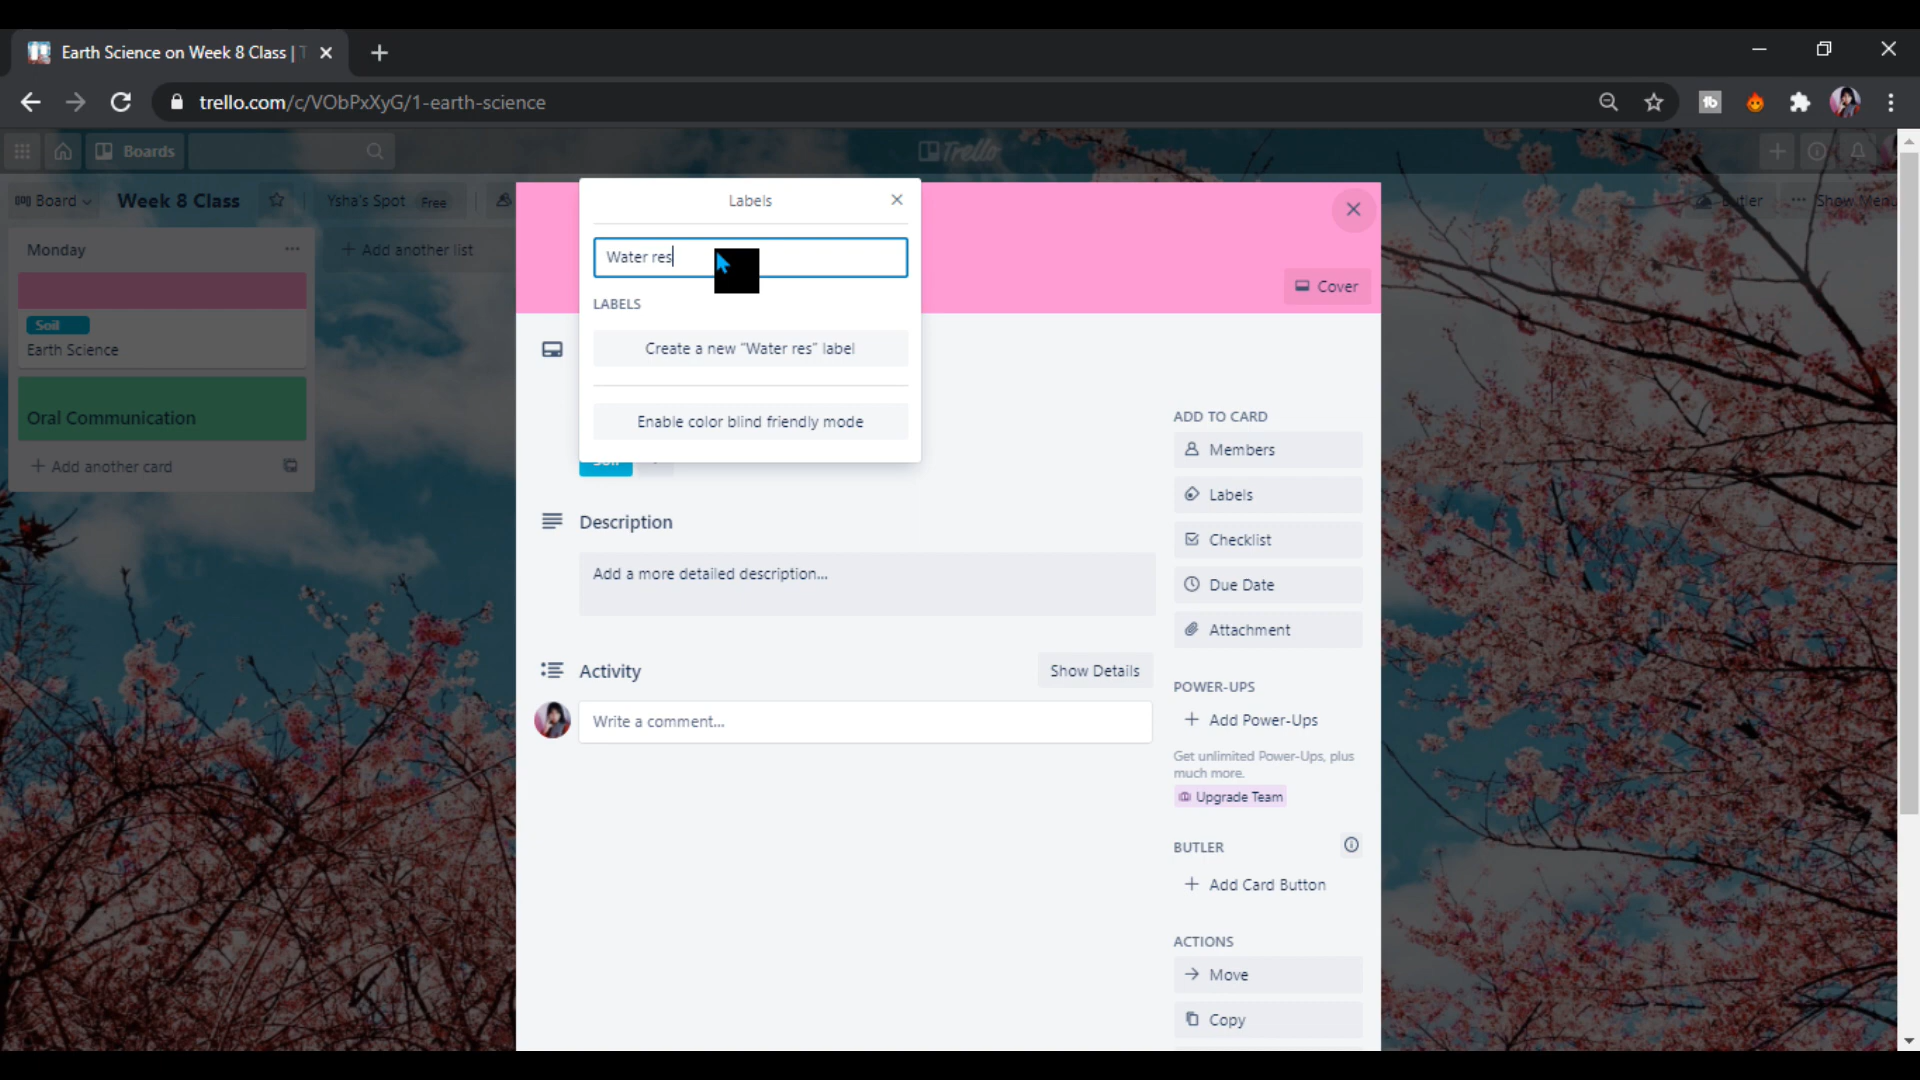 Earth Science on Week 8 Class |
trello.com/c/VObPxXyG/1-earth-science
Boards
Trello
Board
Week 8 Class
Ysha's Spot Free
Butler
Show Menu
Monday
Add another list
Soil
Earth Science
Oral Communication
Add another card
Labels
Water res
LABELS
Create a new "Water res" label
Enable color blind friendly mode
Cover
Soil
Description
Add a more detailed description...
Activity
Show Details
Write a comment...
ADD TO CARD
Members
Labels
Checklist
Due Date
Attachment
POWER-UPS
+ Add Power-Ups
Get unlimited Power-Ups, plus
much more.
Upgrade Team
BUTLER
+ Add Card Button
ACTIONS
Move
Copy